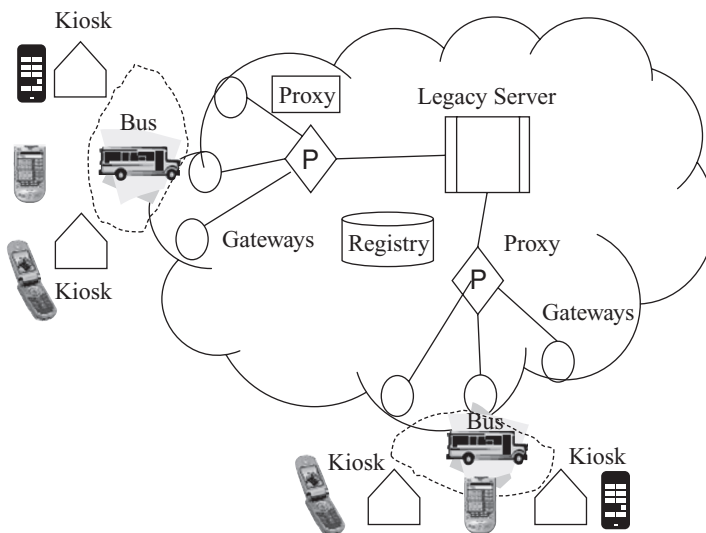 Kiosk
Proxy
Legacy Server
Bus
P
Gateways
Registry
Proxy
Kiosk
P
Gateways
Bus
Kiosk
Kiosk